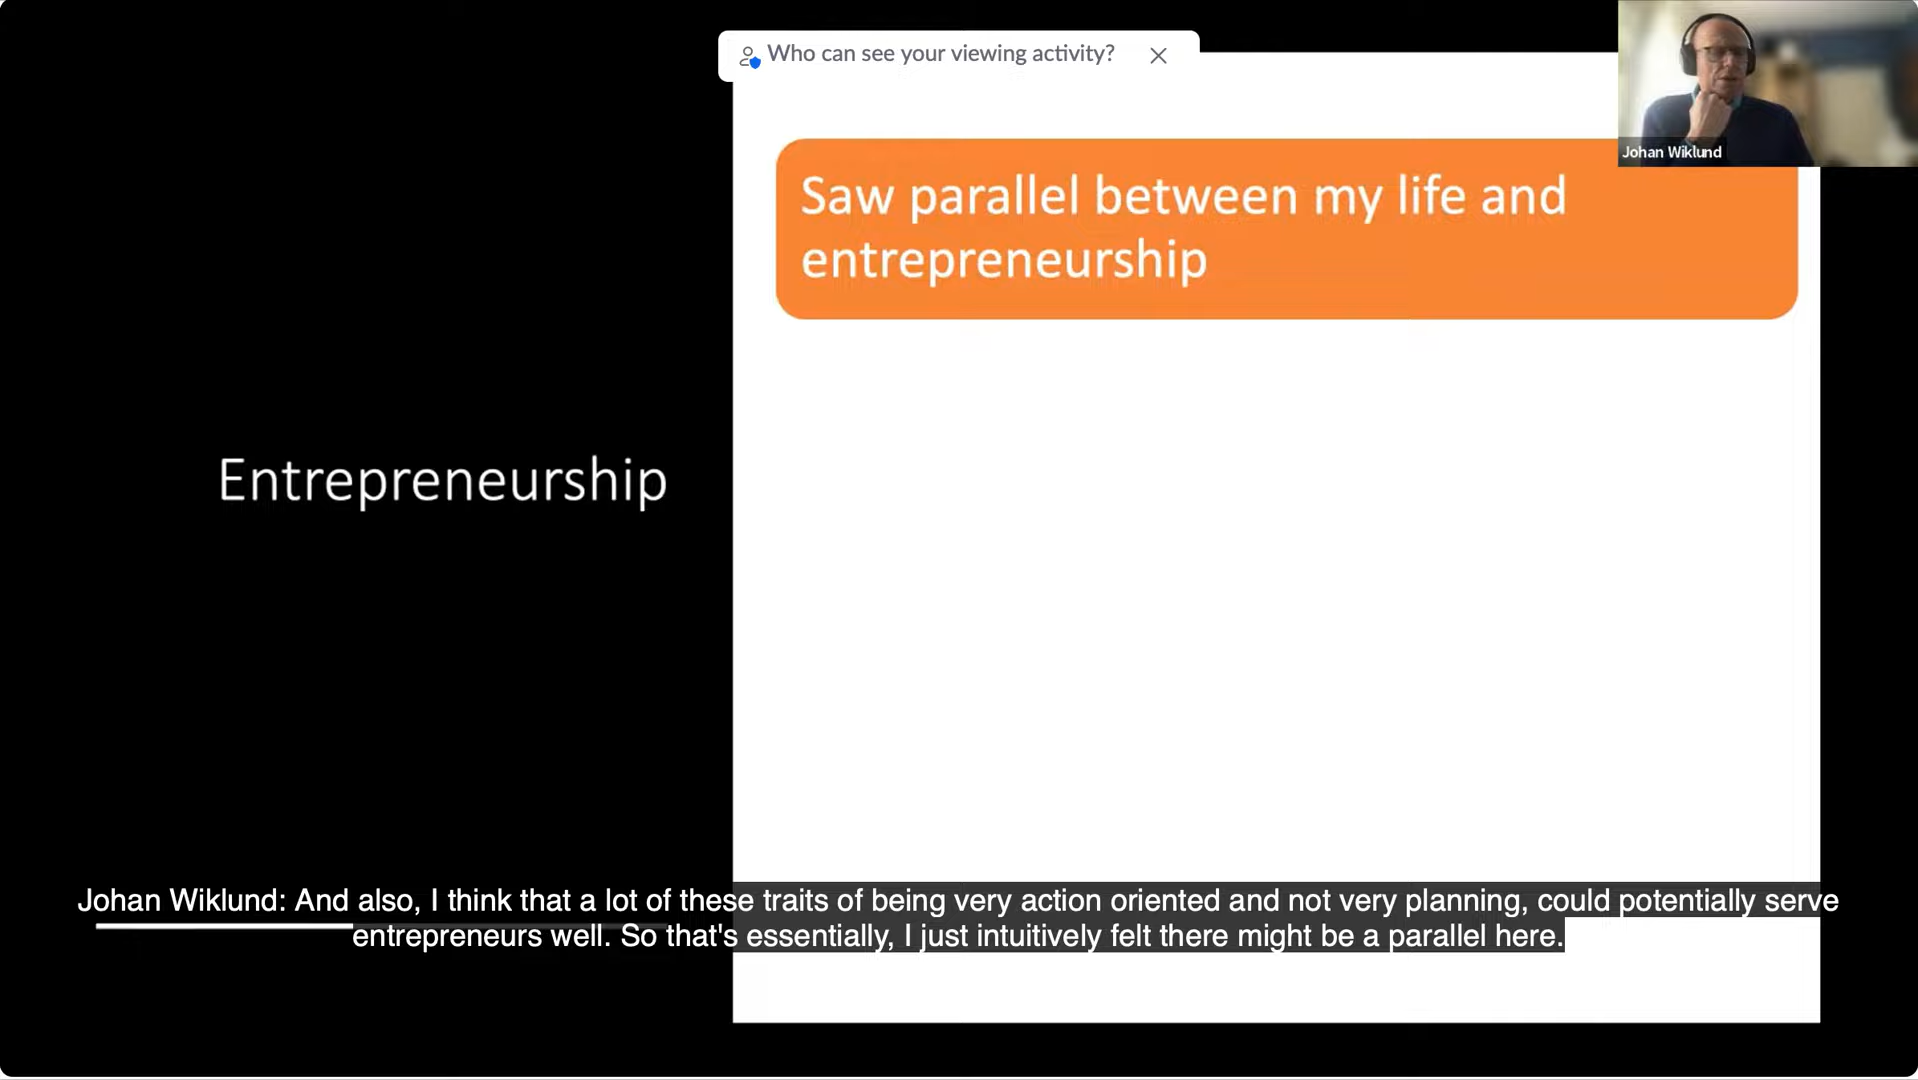 Who can see your viewing activity?
Johan Wiklund
Saw parallel between my life and
entrepreneurship
Entrepreneurship
Johan Wiklund: And also, I think that a lot of these traits of being very action oriented and not very planning, could potentially serve
entrepreneurs well. So that's essentially, I just intuitively felt there might be a parallel here.